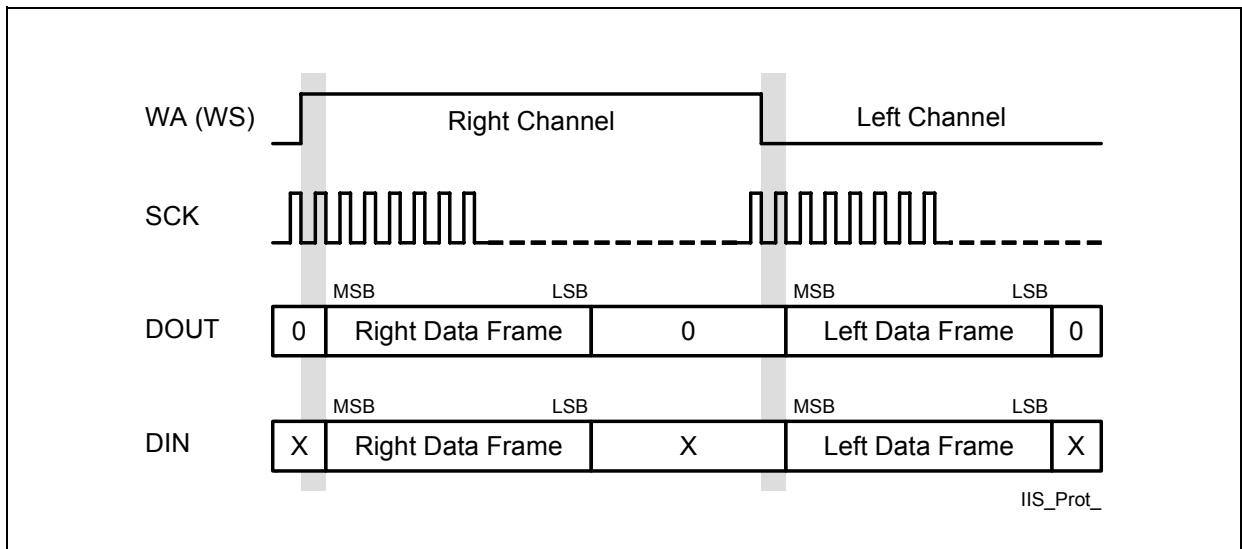 WA (WS)
Right Channel
Left Channel
SCK
MSB
LSB
MSB
LSB
DOUT
0
Right Data Frame
0
Left Data Frame
0
MSB
LSB
MSB
LSB
DIN
X
Right Data Frame
X
Left Data Frame
X
IIS_Prot_